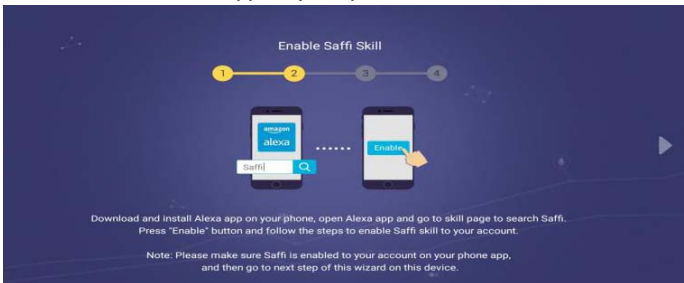 Enable Saffi Skill
1 2 3 4
amazon
alexa
Enable
Saffi
Download and install Alexa app on your phone, open Alexa app and go to skill page to search Saffi.
Press "Enable" button and follow the steps to enable Saffi skill to your account.
Note: Please make sure Saffi is enabled to your account on your phone app,
and then go to next step of this wizard on this device.